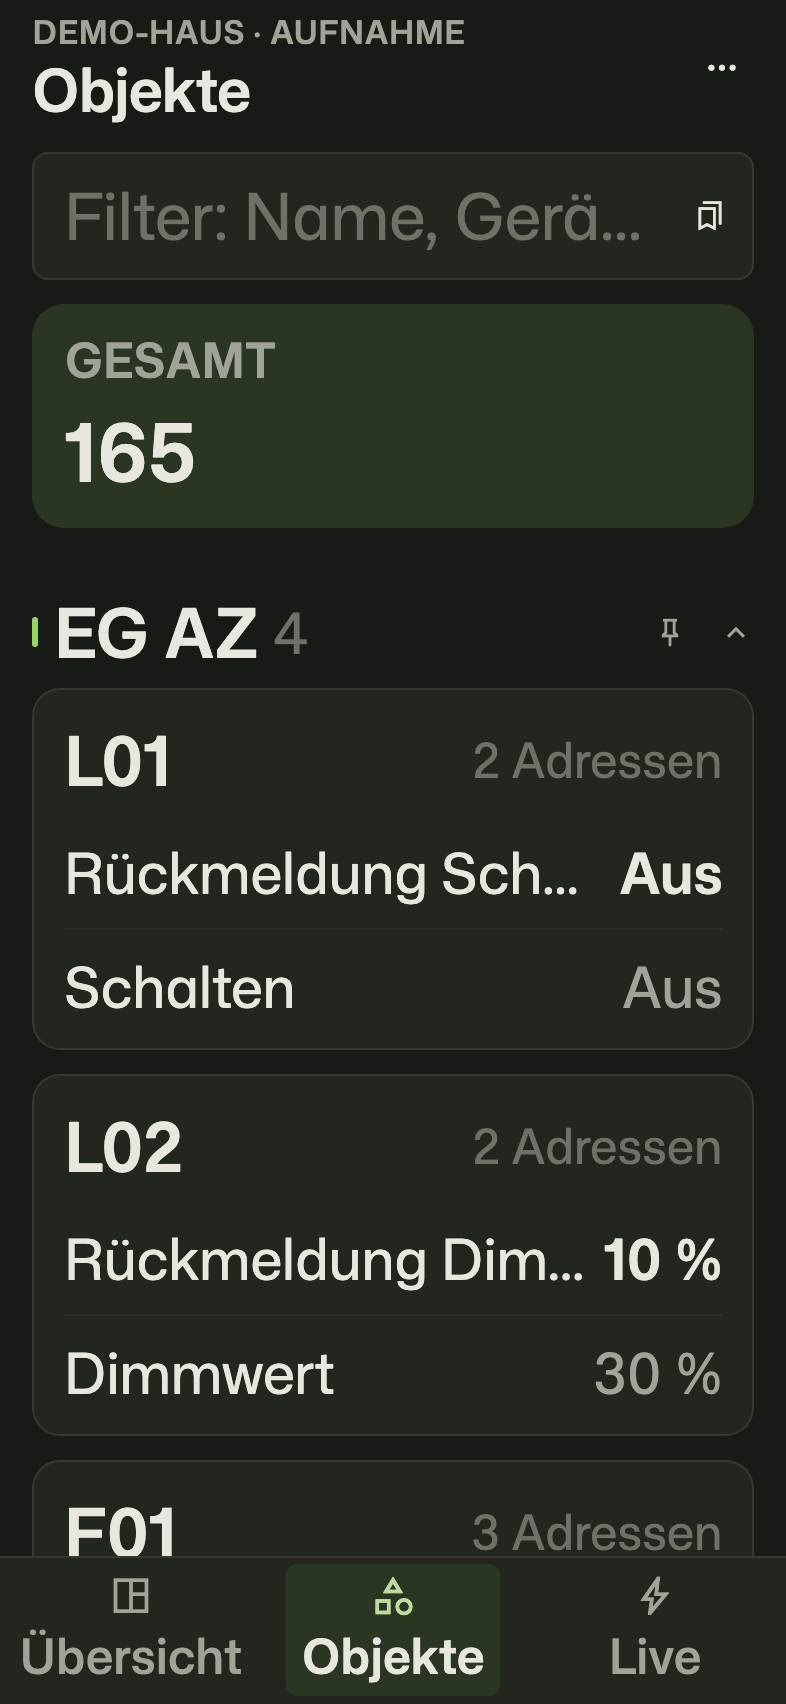 DEMO-HAUS · AUFNAHME
Objekte
Filter: Name, Gerä...
GESAMT
165
EG AZ 4
L01 2 Adressen
Rückmeldung Sch... Aus
Schalten Aus
L02 2 Adressen
Rückmeldung Dim... 10 %
Dimmwert 30 %
F01 3 Adressen
Übersicht Objekte Live